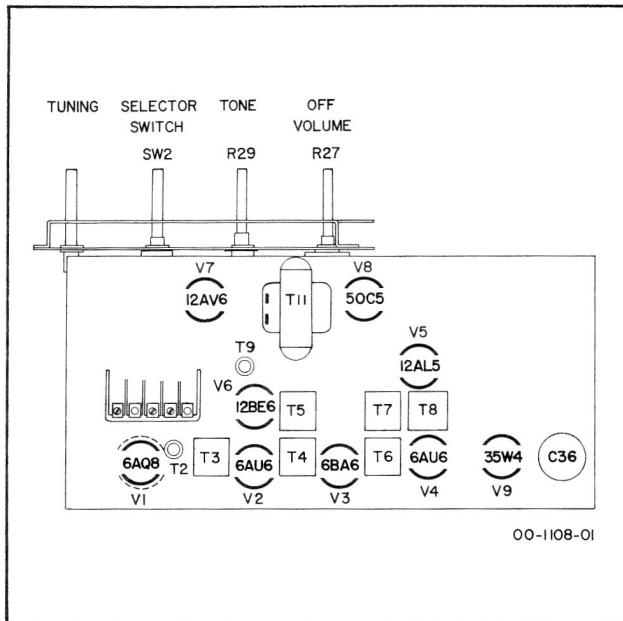 TUNING SELECTOR TONE OFF
SWITCH VOLUME
SW2 R29 R27
V7 V8
12AV6 T11 50C5
V5
T9 12AL5
V6
12BE6 T5 T7 T8
6AQ8 T2 T3 6AU6 T4 6BA6 T6 6AU6 35W4 C36
V1 V2 V3 V4 V9
00-1108-01